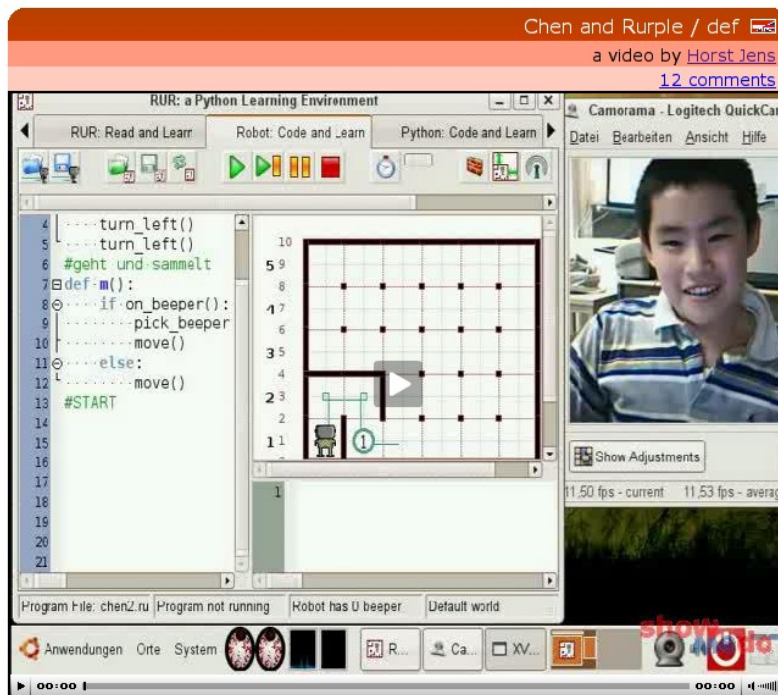 Chen and Rurple / def
a video by Horst Jens
12 comments
RUR: a Python Learning Environment
RUR: Read and Learn
Robot: Code and Learn
Python: Code and Learn
4 turn_left()
5 turn_left()
6 #geht und sammelt
7 def m():
8 if on_beeper():
9 pick_beeper
10 move()
11 else:
12 move()
13 #START
14
15
16
17
18
19
20
21
10
5 9
8
4 7
6
3 5
4
2 3
2
1 1
1
1
Program File: chen2.ru
Program not running
Robot has 0 beeper
Default world
Camorama - Logitech QuickCa
Datei Bearbeiten Ansicht Hilfe
Show Adjustments
11,50 fps - current 11,53 fps - averag
Anwendungen Orte System
R...
Ca...
XV...
00:00
00:00